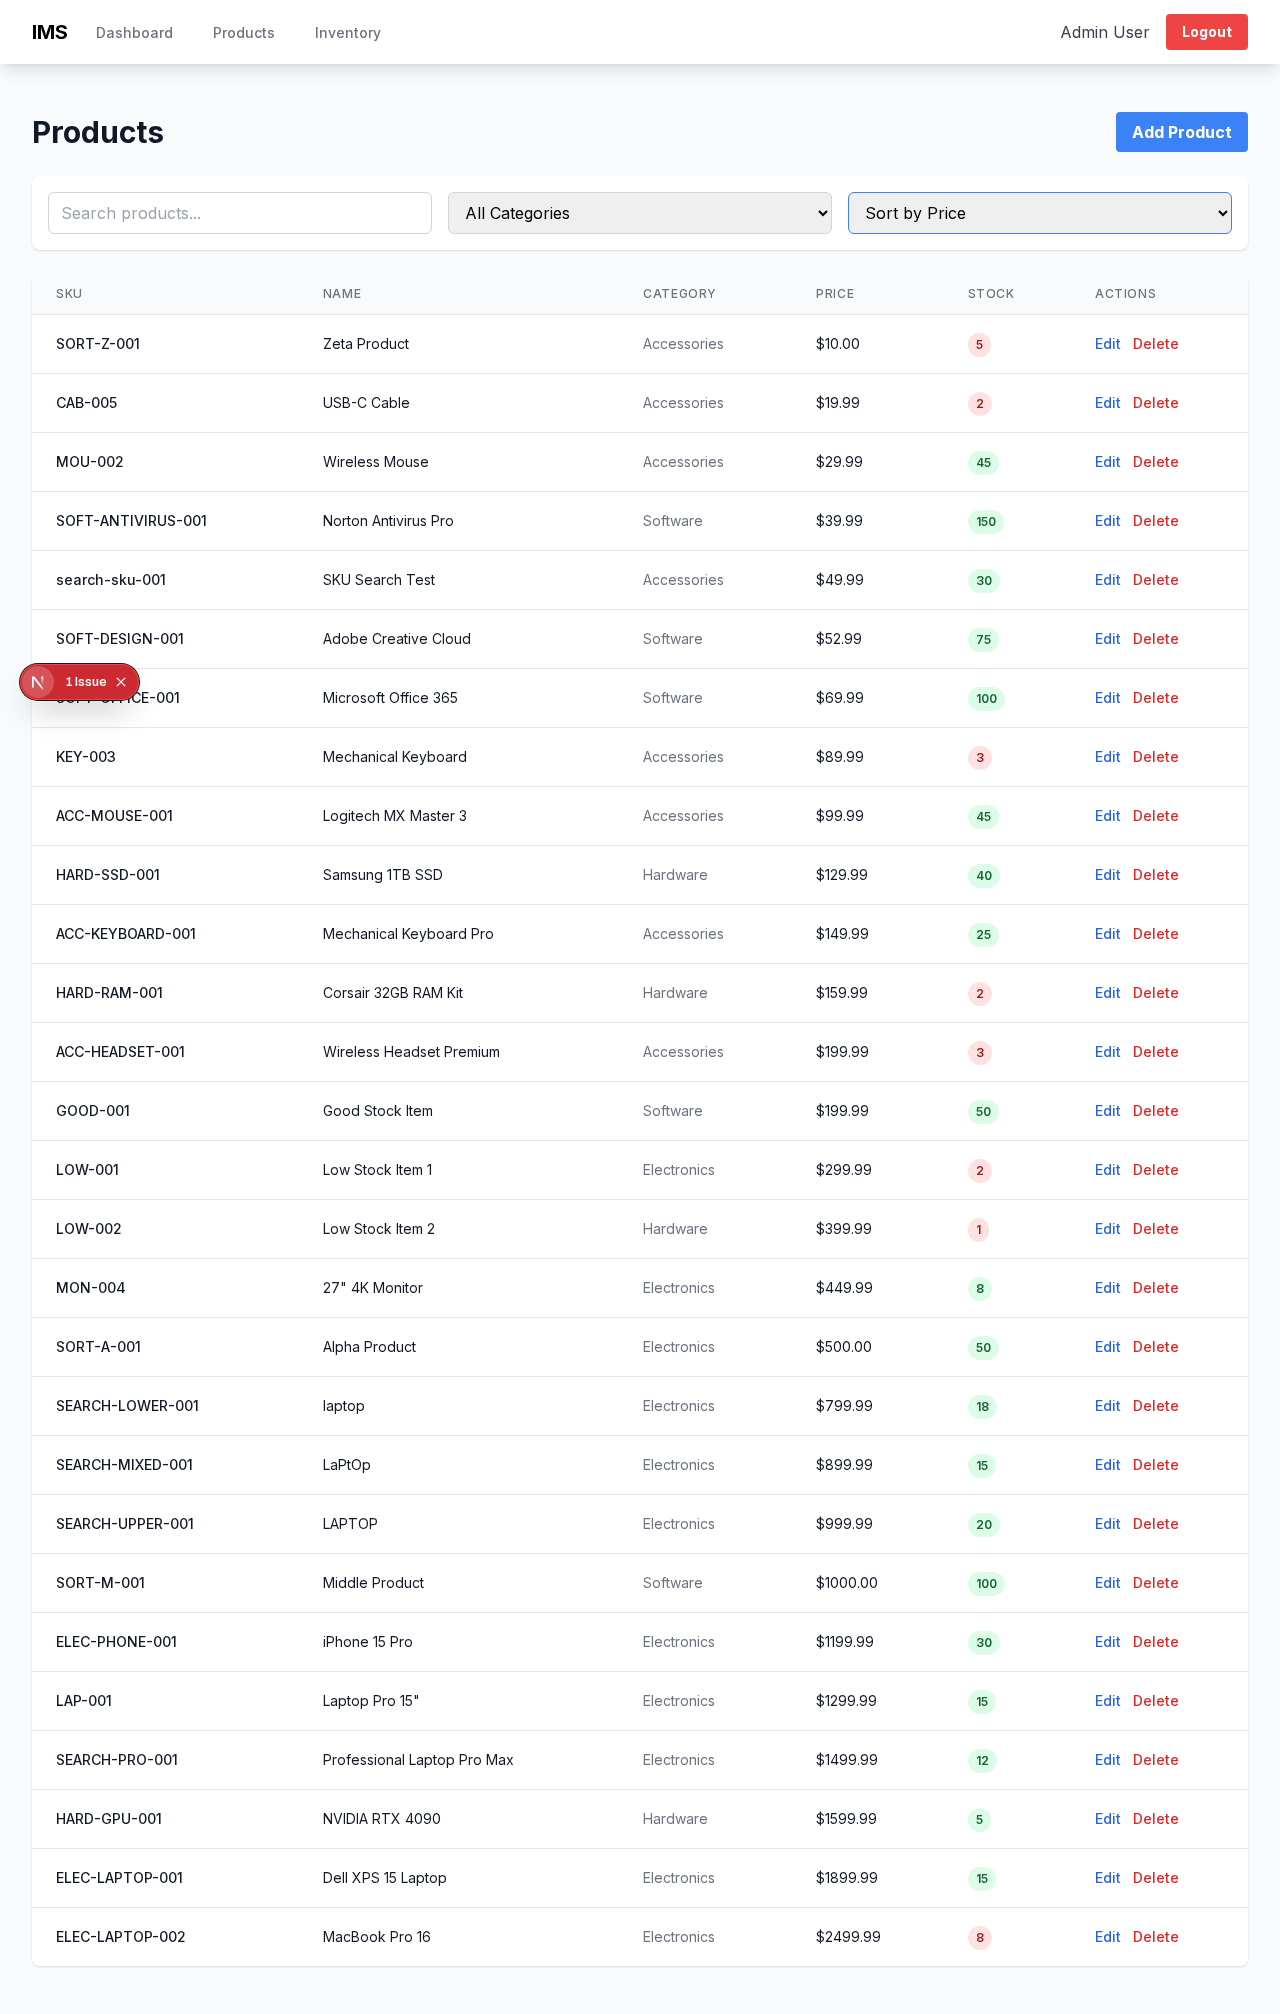 IMS Dashboard Products Inventory Admin User Logout
Products Add Product
Search products... All Categories Sort by Price
SKU NAME CATEGORY PRICE STOCK ACTIONS
SORT-Z-001 Zeta Product Accessories $10.00 5 Edit Delete
CAB-005 USB-C Cable Accessories $19.99 2 Edit Delete
MOU-002 Wireless Mouse Accessories $29.99 45 Edit Delete
SOFT-ANTIVIRUS-001 Norton Antivirus Pro Software $39.99 150 Edit Delete
search-sku-001 SKU Search Test Accessories $49.99 30 Edit Delete
SOFT-DESIGN-001 Adobe Creative Cloud Software $52.99 75 Edit Delete
1 Issue
Microsoft Office 365 Software $69.99 100 Edit Delete
KEY-003 Mechanical Keyboard Accessories $89.99 3 Edit Delete
ACC-MOUSE-001 Logitech MX Master 3 Accessories $99.99 45 Edit Delete
HARD-SSD-001 Samsung 1TB SSD Hardware $129.99 40 Edit Delete
ACC-KEYBOARD-001 Mechanical Keyboard Pro Accessories $149.99 25 Edit Delete
HARD-RAM-001 Corsair 32GB RAM Kit Hardware $159.99 2 Edit Delete
ACC-HEADSET-001 Wireless Headset Premium Accessories $199.99 3 Edit Delete
GOOD-001 Good Stock Item Software $199.99 50 Edit Delete
LOW-001 Low Stock Item 1 Electronics $299.99 2 Edit Delete
LOW-002 Low Stock Item 2 Hardware $399.99 1 Edit Delete
MON-004 27" 4K Monitor Electronics $449.99 8 Edit Delete
SORT-A-001 Alpha Product Electronics $500.00 50 Edit Delete
SEARCH-LOWER-001 laptop Electronics $799.99 18 Edit Delete
SEARCH-MIXED-001 LaPtOp Electronics $899.99 15 Edit Delete
SEARCH-UPPER-001 LAPTOP Electronics $999.99 20 Edit Delete
SORT-M-001 Middle Product Software $1000.00 100 Edit Delete
ELEC-PHONE-001 iPhone 15 Pro Electronics $1199.99 30 Edit Delete
LAP-001 Laptop Pro 15" Electronics $1299.99 15 Edit Delete
SEARCH-PRO-001 Professional Laptop Pro Max Electronics $1499.99 12 Edit Delete
HARD-GPU-001 NVIDIA RTX 4090 Hardware $1599.99 5 Edit Delete
ELEC-LAPTOP-001 Dell XPS 15 Laptop Electronics $1899.99 15 Edit Delete
ELEC-LAPTOP-002 MacBook Pro 16 Electronics $2499.99 8 Edit Delete